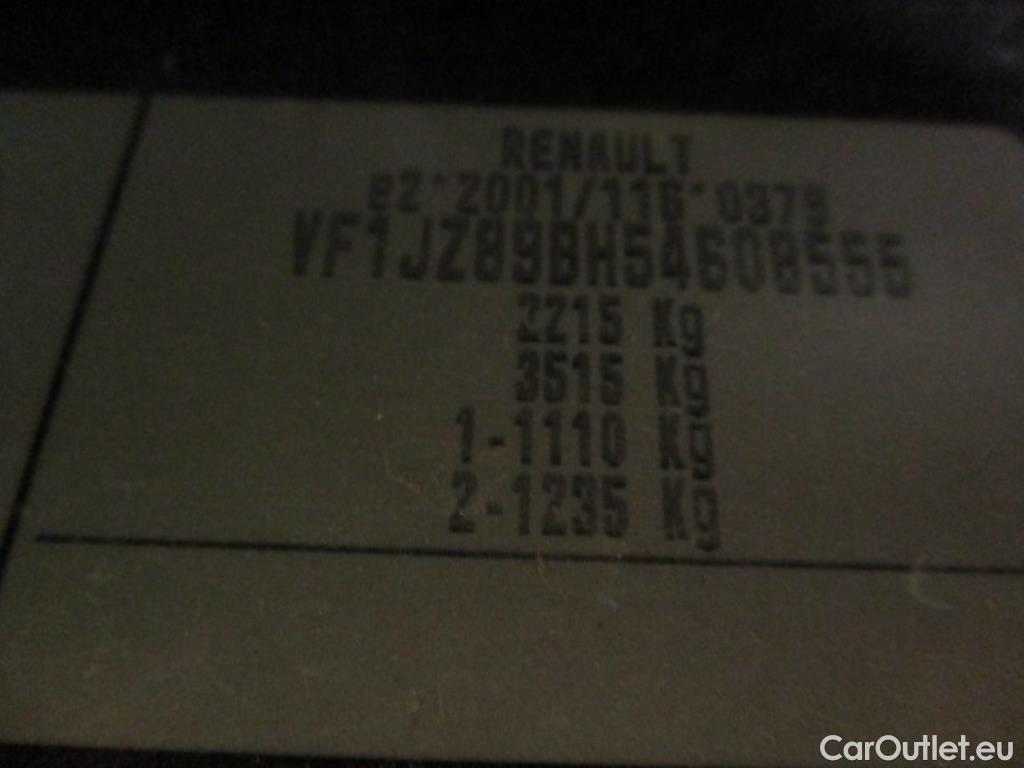 RENAULT
e2*2001/116*0379
VF1JZ89BH54608555
2215 Kg
3515 Kg
1-1110 Kg
2-1235 Kg
CarOutlet.eu